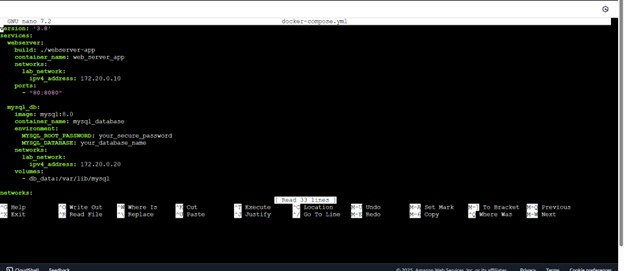 GNU nano 7.2 docker-compose.yml
version: '3.8'
services:
webserver:
build: ./webserver-app
container_name: web_server_app
networks:
lab_network:
ipv4_address: 172.20.0.10
ports:
- "80:8080"
mysql_db:
image: mysql:8.0
container_name: mysql_database
environment:
MYSQL_ROOT_PASSWORD: your_secure_password
MYSQL_DATABASE: your_database_name
networks:
lab_network:
ipv4_address: 172.20.0.20
volumes:
- db_data:/var/lib/mysql
networks:
[ Read 33 lines ]
^G Help ^O Write Out ^W Where Is ^K Cut ^T Execute ^C Location M-U Undo M-A Set Mark M-] To Bracket M-Q Previous
^X Exit ^R Read File ^\ Replace ^U Paste ^J Justify ^/ Go To Line M-E Redo M-6 Copy ^Q Where Was M-W Next
CloudShell Feedback © 2025, Amazon Web Services, Inc. or its affiliates. Privacy Terms Cookie preferences